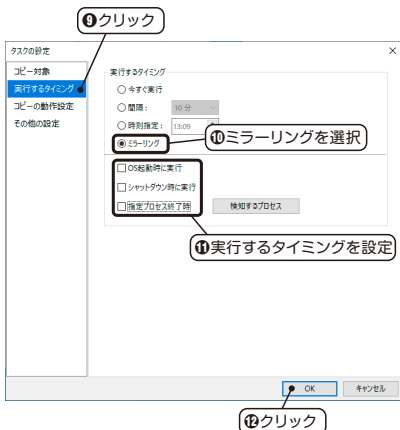 ❾クリック
タスクの設定
コピー対象
実行するタイミング
コピーの動作設定
その他の設定
実行するタイミング
今すぐ実行
間隔： 10 分
時刻指定： 13:09
ミラーリング
❿ミラーリングを選択
OS起動時に実行
シャットダウン時に実行
指定プロセス終了時 検知するプロセス
⓫実行するタイミングを設定
OK キャンセル
⓬クリック